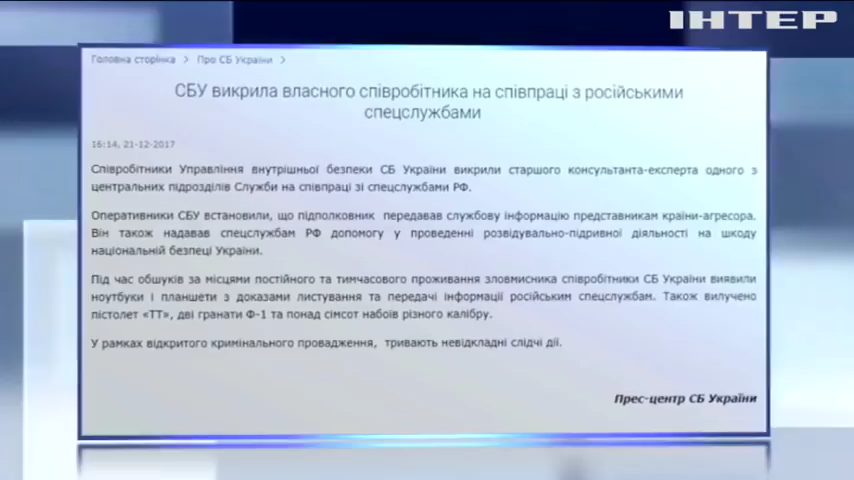 ІНТЕР
Головна сторінка > Про СБ України >
СБУ викрила власного співробітника на співпраці з російськими
спецслужбами
16:14, 21-12-2017
Співробітники Управління внутрішньої безпеки СБ України викрили старшого консультанта-експерта одного з
центральних підрозділів Служби на співпраці зі спецслужбами РФ.
Оперативники СБУ встановили, що підполковник передавав службову інформацію представникам країни-агресора.
Він також надавав спецслужбам РФ допомогу у проведенні розвідувально-підривної діяльності на шкоду
національній безпеці України.
Під час обшуків за місцями постійного та тимчасового проживання зловмисника співробітники СБ України виявили
ноутбуки і планшети з доказами листування та передачі інформації російським спецслужбам. Також вилучено
пістолет «ТТ», дві гранати Ф-1 та понад сімсот набоїв різного калібру.
У рамках відкритого кримінального провадження, тривають невідкладні слідчі дії.
Прес-центр СБ України